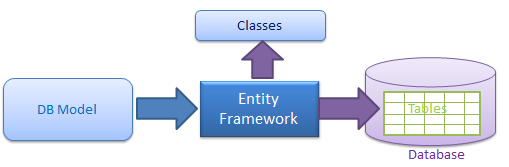 Classes
DB Model
Entity
Framework
Tables
Database